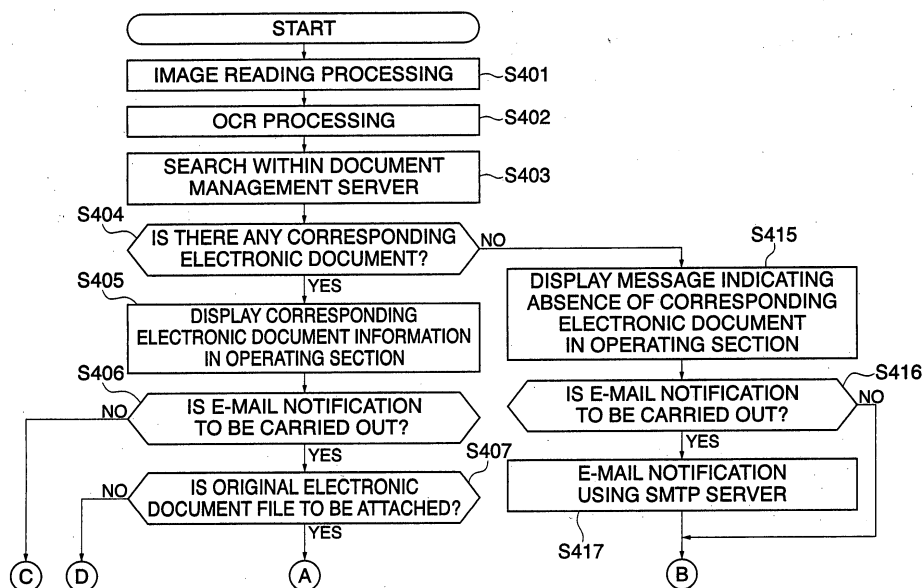 START
IMAGE READING PROCESSING
S401
OCR PROCESSING
S402
SEARCH WITHIN DOCUMENT
MANAGEMENT SERVER
S403
S404
IS THERE ANY CORRESPONDING
ELECTRONIC DOCUMENT?
NO
YES
S405
DISPLAY CORRESPONDING
ELECTRONIC DOCUMENT INFORMATION
IN OPERATING SECTION
S406
NO
IS E-MAIL NOTIFICATION
TO BE CARRIED OUT?
YES
S407
NO
IS ORIGINAL ELECTRONIC
DOCUMENT FILE TO BE ATTACHED?
YES
S415
DISPLAY MESSAGE INDICATING
ABSENCE OF CORRESPONDING
ELECTRONIC DOCUMENT
IN OPERATING SECTION
S416
IS E-MAIL NOTIFICATION
TO BE CARRIED OUT?
NO
YES
E-MAIL NOTIFICATION
USING SMTP SERVER
S417
C
D
A
B